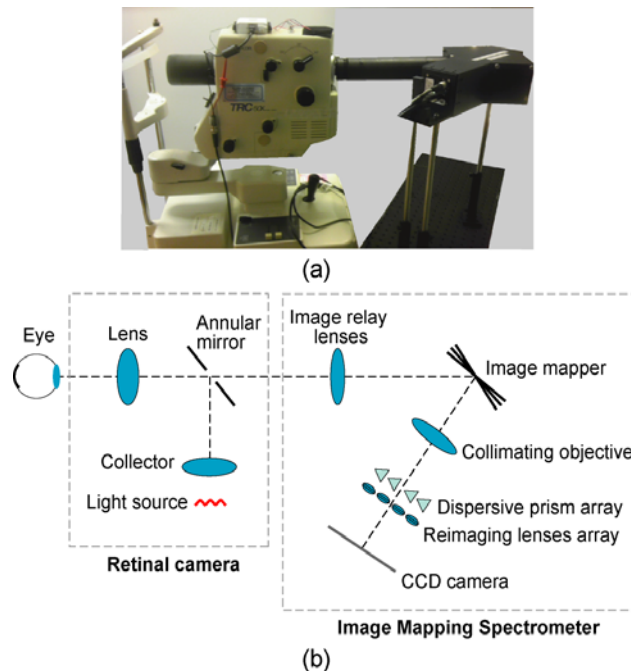 TRC
(a)
Eye
Lens
Annular
mirror
Image relay
lenses
Image mapper
Collector
Collimating objective
Light source
Dispersive prism array
Reimaging lenses array
Retinal camera
CCD camera
Image Mapping Spectrometer
(b)